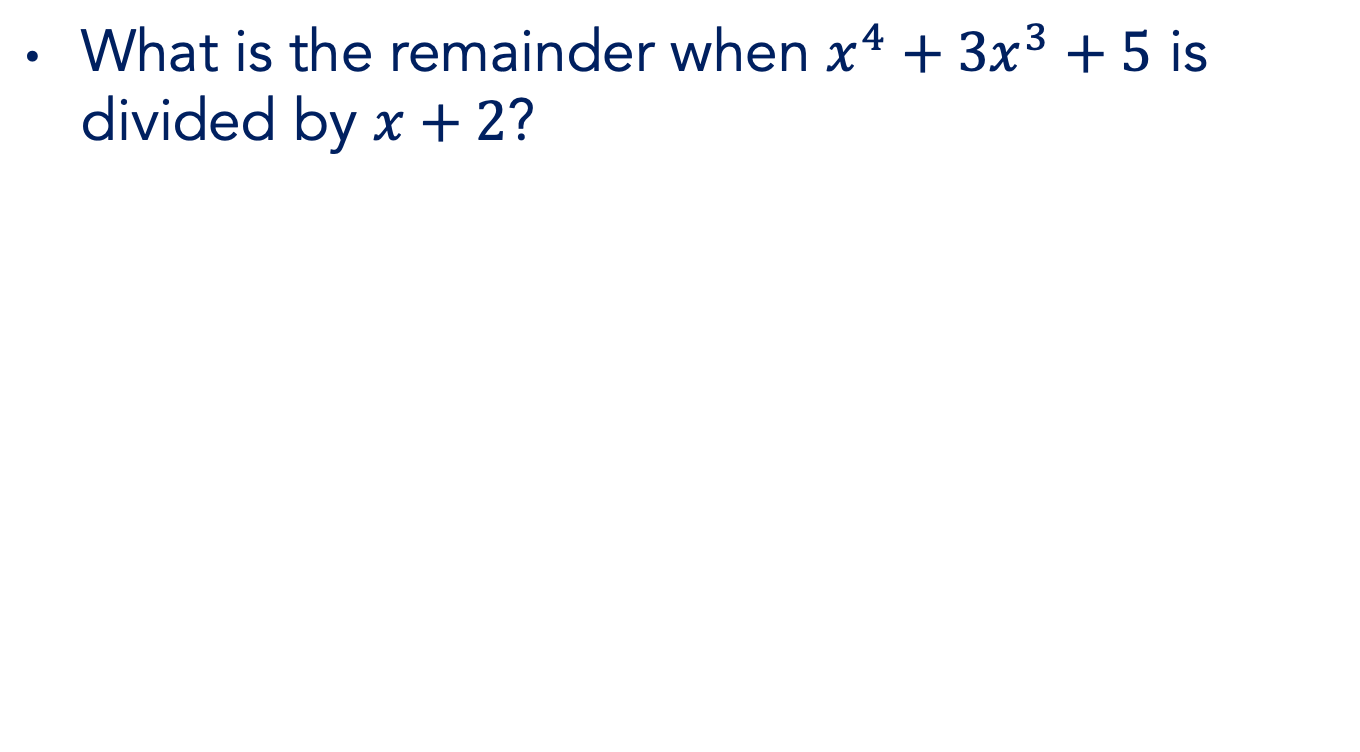 • What is the remainder when 𝑥⁴ + 3𝑥³ + 5 is
divided by 𝑥 + 2?